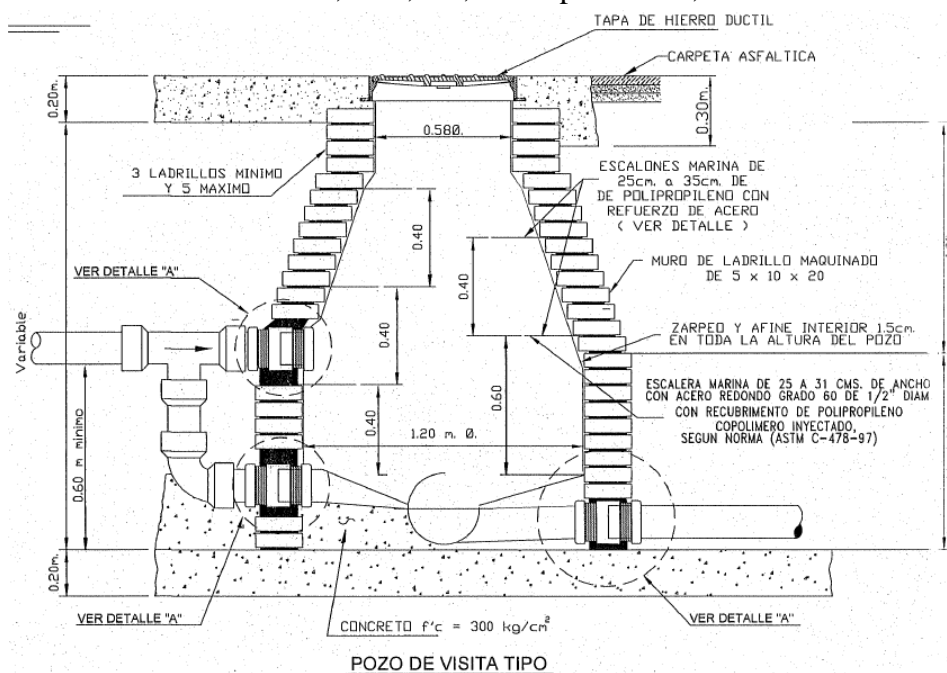 TAPA DE HIERRO DUCTIL
CARPETA ASFALTICA
0.20m.
0.580.
0.30m.
3 LADRILLOS MINIMO
Y 5 MAXIMO
ESCALONES MARINA DE
25cm. a 35cm. DE
DE POLIPROPILENO CON
REFUERZO DE ACERO
( VER DETALLE )
0.40
VER DETALLE "A"
0.40
MURO DE LADRILLO MAQUINADO
DE 5 x 10 x 20
0.40
Variable
ZARPEO Y AFINE INTERIOR 1.5cm.
EN TODA LA ALTURA DEL POZO
ESCALERA MARINA DE 25 A 31 CMS. DE ANCHO
CON ACERO REDONDO GRADO 60 DE 1/2" DIAM
CON RECUBRIMENTO DE POLIPROPILENO
COPOLIMERO INYECTADO,
SEGUN NORMA (ASTM C-478-97)
0.60
0.40
1.20 m. Ø.
0.60 m minimo
0.20m.
VER DETALLE "A"
CONCRETO f'c = 300 kg/cm²
VER DETALLE "A"
POZO DE VISITA TIPO